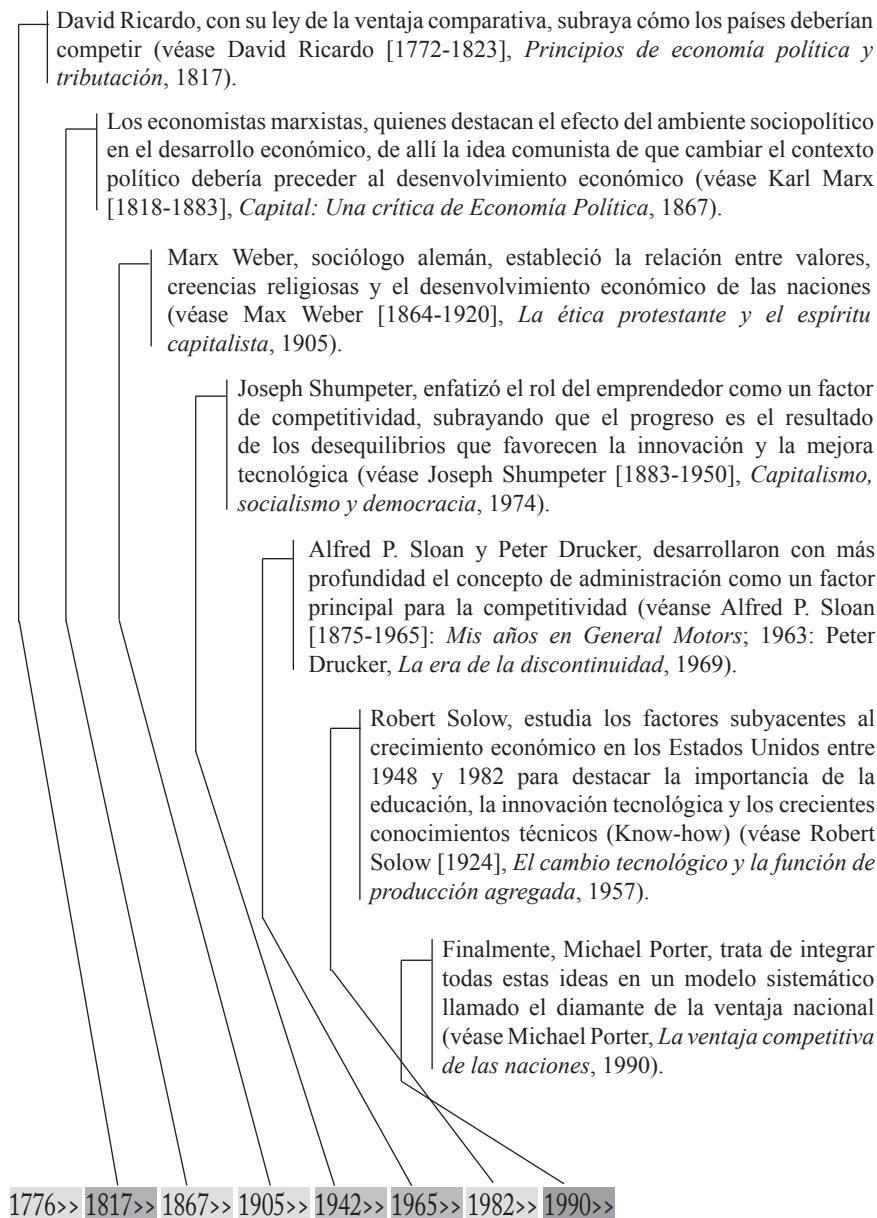 David Ricardo, con su ley de la ventaja comparativa, subraya cómo los países deberían
competir (véase David Ricardo [1772-1823], Principios de economía política y
tributación, 1817).
Los economistas marxistas, quienes destacan el efecto del ambiente sociopolítico
en el desarrollo económico, de allí la idea comunista de que cambiar el contexto
político debería preceder al desenvolvimiento económico (véase Karl Marx
[1818-1883], Capital: Una crítica de Economía Política, 1867).
Marx Weber, sociólogo alemán, estableció la relación entre valores,
creencias religiosas y el desenvolvimiento económico de las naciones
(véase Max Weber [1864-1920], La ética protestante y el espíritu
capitalista, 1905).
Joseph Shumpeter, enfatizó el rol del emprendedor como un factor
de competitividad, subrayando que el progreso es el resultado
de los desequilibrios que favorecen la innovación y la mejora
tecnológica (véase Joseph Shumpeter [1883-1950], Capitalismo,
socialismo y democracia, 1974).
Alfred P. Sloan y Peter Drucker, desarrollaron con más
profundidad el concepto de administración como un factor
principal para la competitividad (véanse Alfred P. Sloan
[1875-1965]: Mis años en General Motors; 1963: Peter
Drucker, La era de la discontinuidad, 1969).
Robert Solow, estudia los factores subyacentes al
crecimiento económico en los Estados Unidos entre
1948 y 1982 para destacar la importancia de la
educación, la innovación tecnológica y los crecientes
conocimientos técnicos (Know-how) (véase Robert
Solow [1924], El cambio tecnológico y la función de
producción agregada, 1957).
Finalmente, Michael Porter, trata de integrar
todas estas ideas en un modelo sistemático
llamado el diamante de la ventaja nacional
(véase Michael Porter, La ventaja competitiva
de las naciones, 1990).
1776>> 1817>> 1867>> 1905>> 1942>> 1965>> 1982>> 1990>>